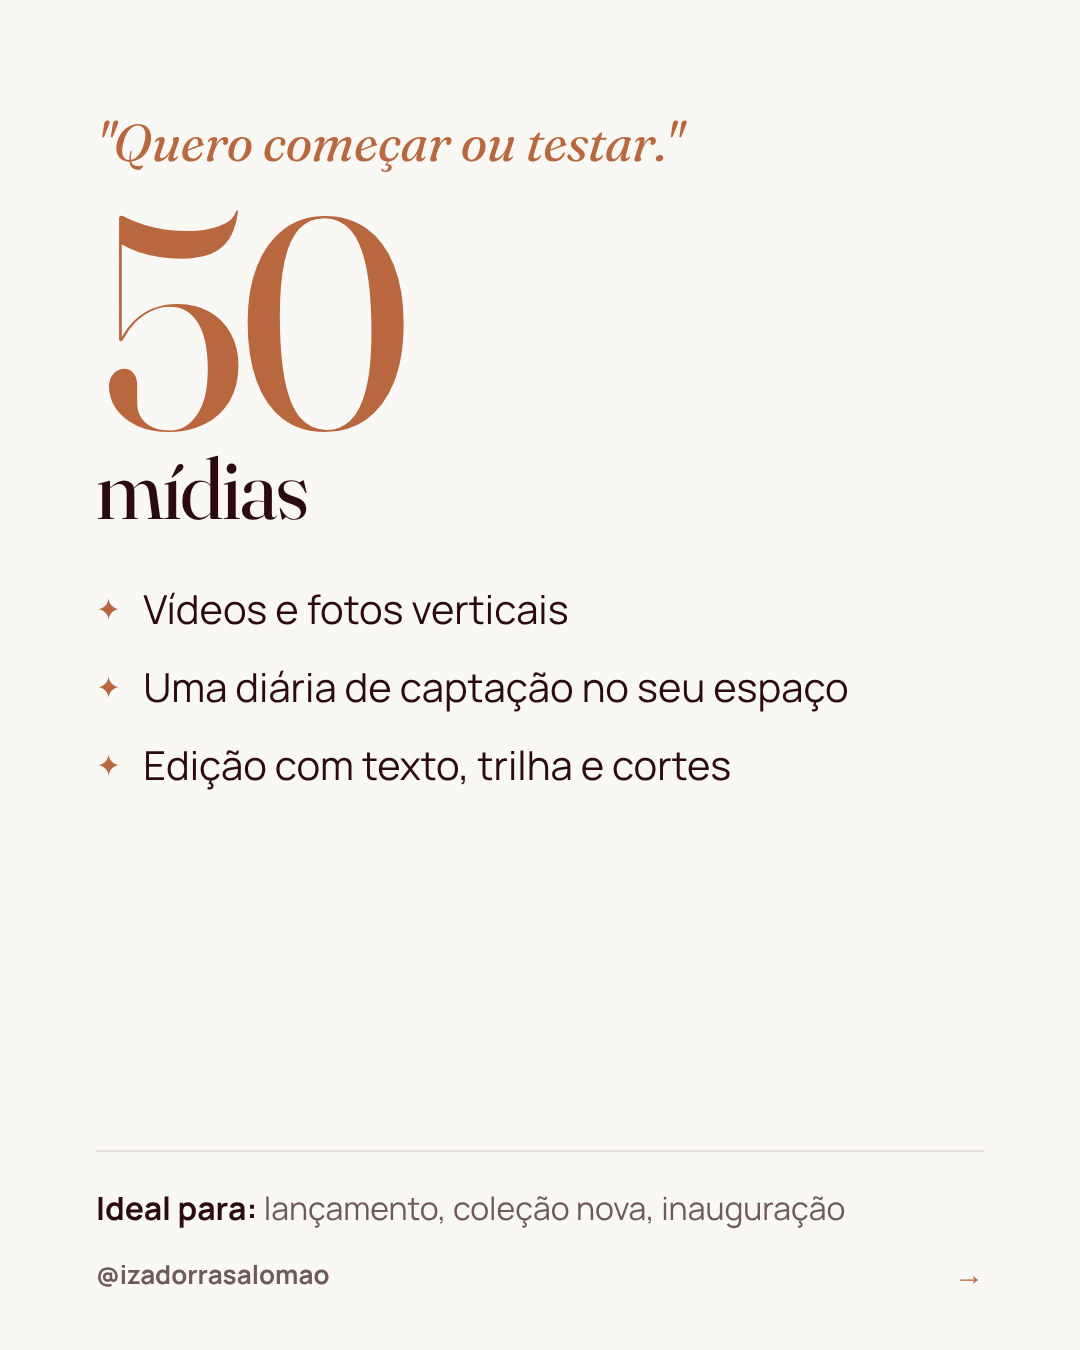 "Quero começar ou testar."
50
mídias
✦ Vídeos e fotos verticais
✦ Uma diária de captação no seu espaço
✦ Edição com texto, trilha e cortes
Ideal para: lançamento, coleção nova, inauguração
@izadorrasalomao →